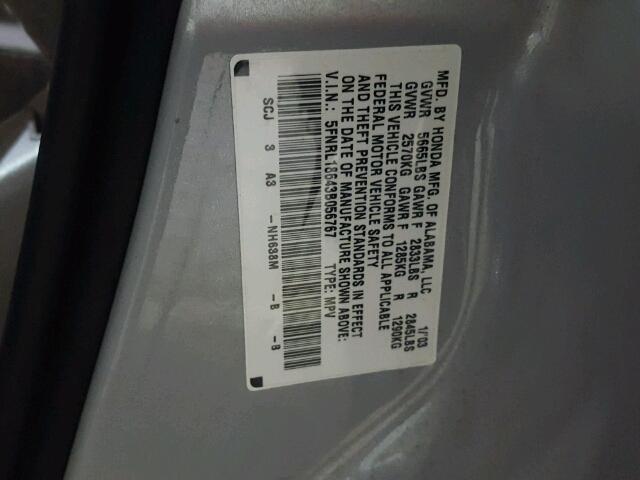 MFD. BY HONDA MFG. OF ALABAMA, LLC 1/'03
GVWR 5665LBS GAWR F 2833LBS R 2845LBS
GVWR 2570KG GAWR F 1285KG R 1290KG
THIS VEHICLE CONFORMS TO ALL APPLICABLE
FEDERAL MOTOR VEHICLE SAFETY
AND THEFT PREVENTION STANDARDS IN EFFECT
ON THE DATE OF MANUFACTURE SHOWN ABOVE.
V.I.N.: 5FNRL18643B056767 TYPE: MPV
SCJ 3 A3 -NH638M -B -B